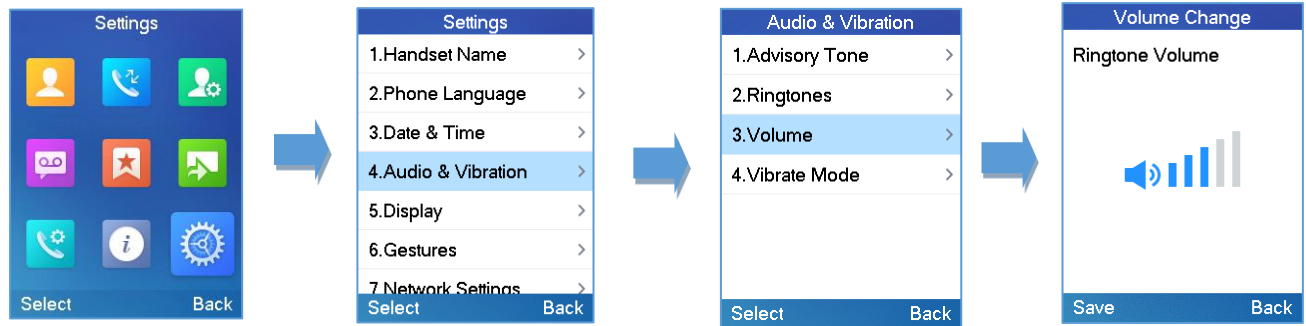 Settings
Select Back
Settings
1.Handset Name
2.Phone Language
3.Date & Time
4.Audio & Vibration
5.Display
6.Gestures
7.Network Settings
Select Back
Audio & Vibration
1.Advisory Tone
2.Ringtones
3.Volume
4.Vibrate Mode
Select Back
Volume Change
Ringtone Volume
Save Back